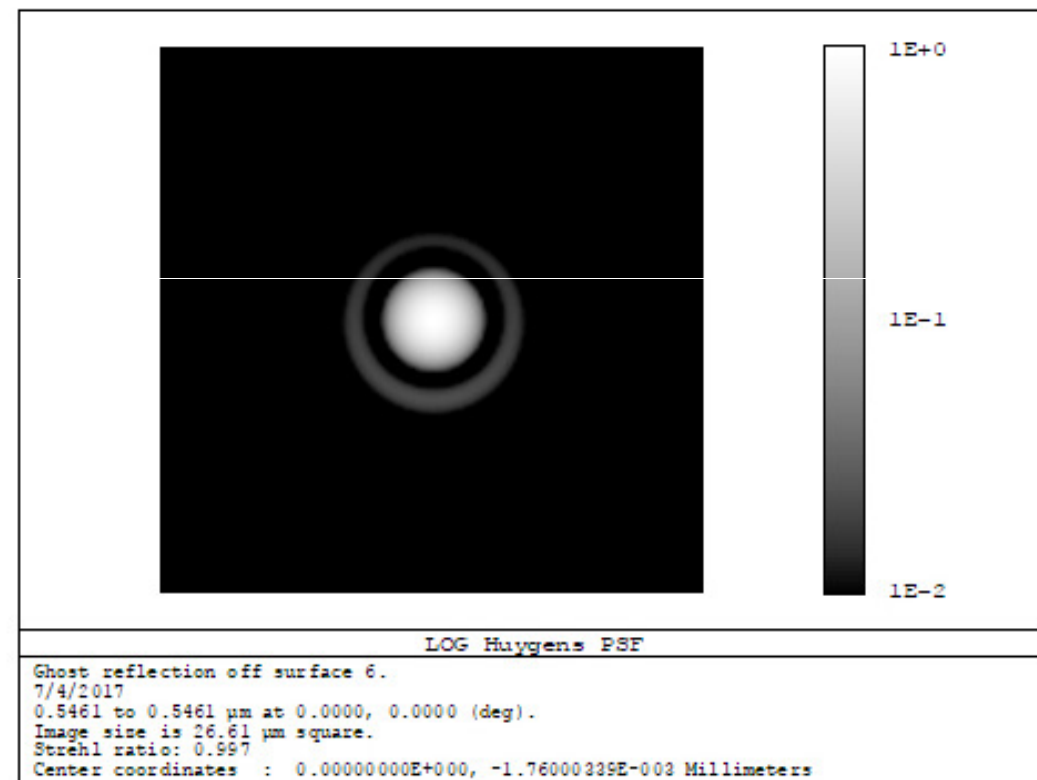 1E+0
1E-1
1E-2
LOG Huygens PSF
Ghost reflection off surface 6.
7/4/2017
0.5461 to 0.5461 µm at 0.0000, 0.0000 (deg).
Image size is 26.61 µm square.
Strehl ratio: 0.997
Center coordinates  :  0.00000000E+000, -1.76000339E-003 Millimeters